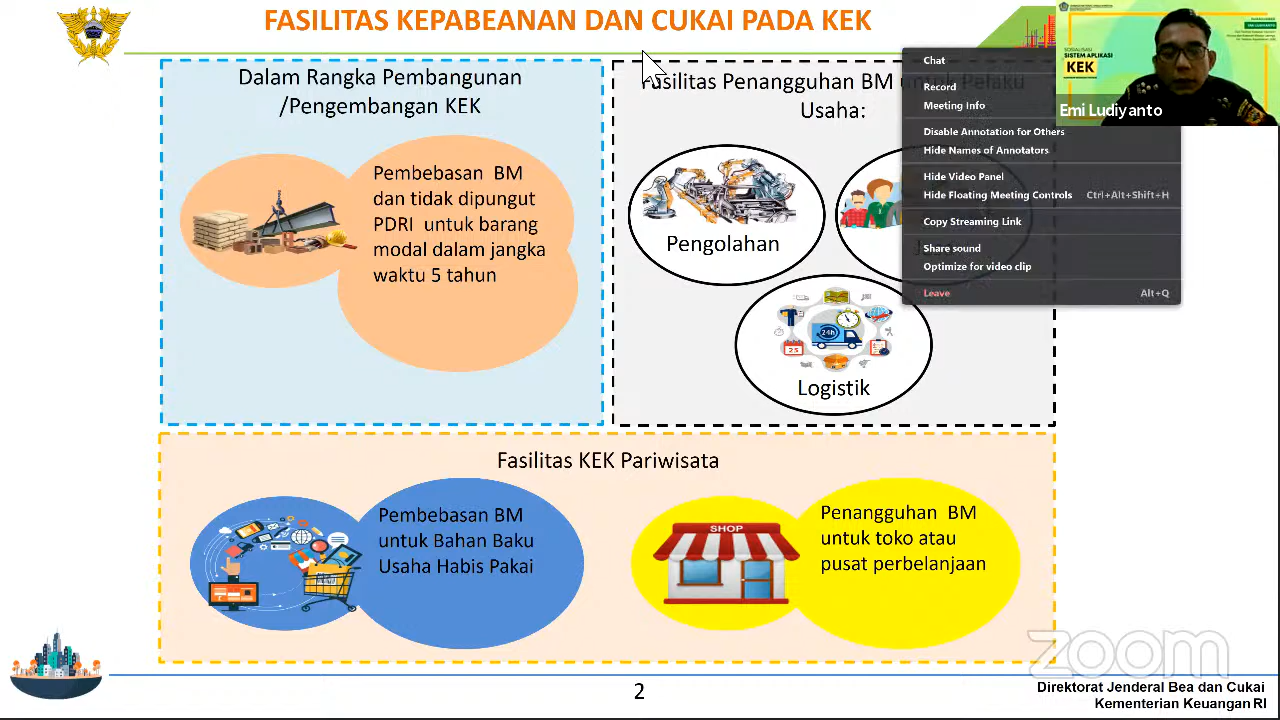 FASILITAS KEPABEANAN DAN CUKAI PADA KEK
Dalam Rangka Pembangunan
/Pengembangan KEK
Pembebasan BM
dan tidak dipungut
PDRI untuk barang
modal dalam jangka
waktu 5 tahun
Fasilitas Penangguhan BM untuk Pelaku
Usaha:
Pengolahan
Logistik
24h
25
Chat
Record
Meeting Info
Disable Annotation for Others
Hide Names of Annotators
Hide Video Panel
Hide Floating Meeting Controls Ctrl+Alt+Shift+H
Copy Streaming Link
Share sound
Optimize for video clip
Leave Alt+Q
SOSIALISASI
SISTEM APLIKASI
KEK
Emi Ludiyanto
Fasilitas KEK Pariwisata
Pembebasan BM
untuk Bahan Baku
Usaha Habis Pakai
SHOP
Penangguhan BM
untuk toko atau
pusat perbelanjaan
zoom
2
Direktorat Jenderal Bea dan Cukai
Kementerian Keuangan RI